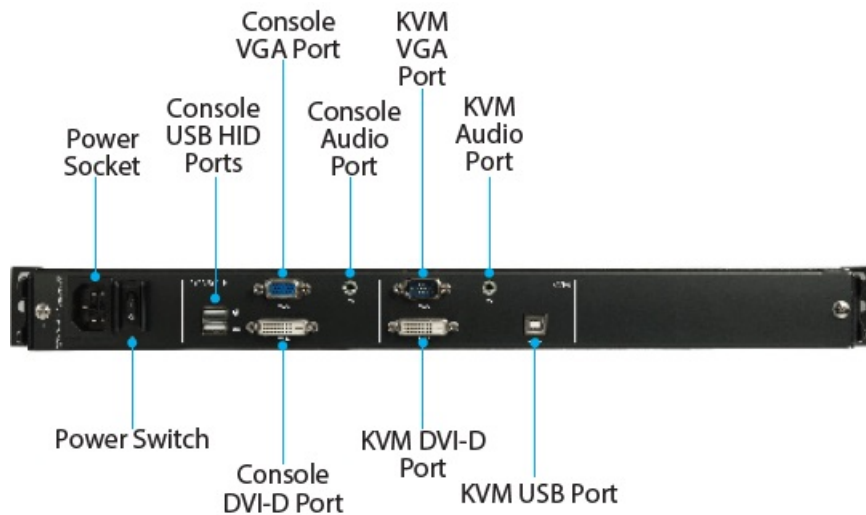 Console
VGA Port
KVM
VGA
Port
Power
Socket
Console
USB HID
Ports
Console
Audio
Port
KVM
Audio
Port
Power Switch
Console
DVI-D Port
KVM DVI-D
Port
KVM USB Port